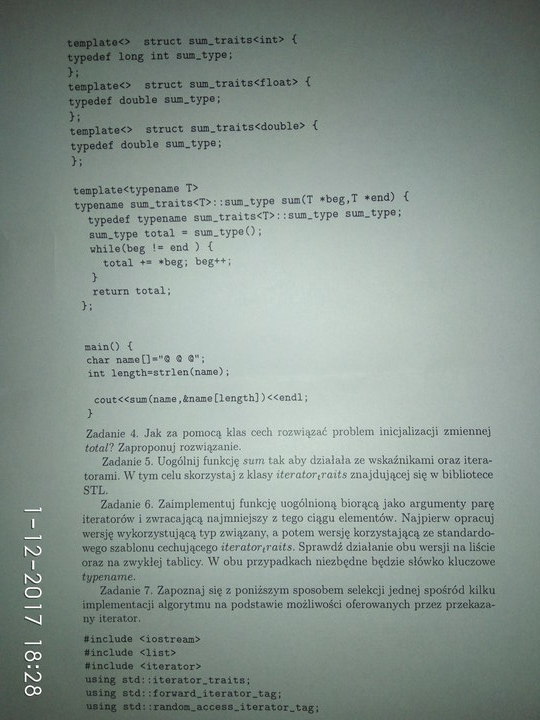 template<>  struct sum_traits<int> {
typedef long int sum_type;
};
template<>  struct sum_traits<float> {
typedef double sum_type;
};
template<>  struct sum_traits<double> {
typedef double sum_type;
};
template<typename T>
typename sum_traits<T>::sum_type sum(T *beg,T *end) {
typedef typename sum_traits<T>::sum_type sum_type;
sum_type total = sum_type();
while(beg != end ) {
total += *beg; beg++;
}
return total;
};
main() {
char name[]="@ @ @";
int length=strlen(name);
cout<<sum(name,&name[length])<<endl;
}
Zadanie 4. Jak za pomocą klas cech rozwiązać problem inicjalizacji zmiennej
total? Zaproponuj rozwiązanie.
Zadanie 5. Uogólnij funkcję sum tak aby działała ze wskaźnikami oraz itera-
torami. W tym celu skorzystaj z klasy iterator_traits znajdującej się w bibliotece
STL.
Zadanie 6. Zaimplementuj funkcję uogólnioną biorącą jako argumenty parę
iteratorów i zwracającą najmniejszy z tego ciągu elementów. Najpierw opracuj
wersję wykorzystującą typ związany, a potem wersję korzystającą ze standardo-
wego szablonu cechującego iterator_traits. Sprawdź działanie obu wersji na liście
oraz na zwykłej tablicy. W obu przypadkach niezbędne będzie słówko kluczowe
typename.
Zadanie 7. Zapoznaj się z poniższym sposobem selekcji jednej spośród kilku
implementacji algorytmu na podstawie możliwości oferowanych przez przekaza-
ny iterator.
#include <iostream>
#include <list>
#include <iterator>
using std::iterator_traits;
using std::forward_iterator_tag;
using std::random_access_iterator_tag;
1-12-2017 18:28